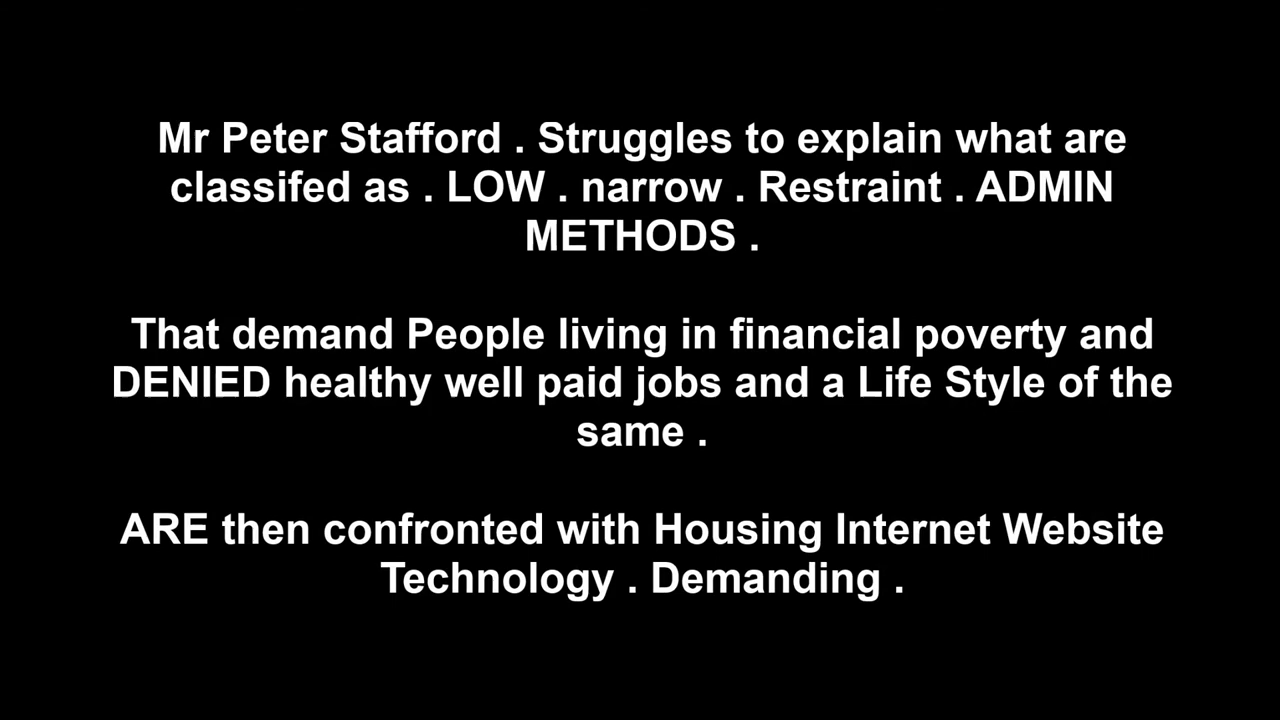 Mr Peter Stafford . Struggles to explain what are
classifed as . LOW . narrow . Restraint . ADMIN
METHODS .
That demand People living in financial poverty and
DENIED healthy well paid jobs and a Life Style of the
same .
ARE then confronted with Housing Internet Website
Technology . Demanding .